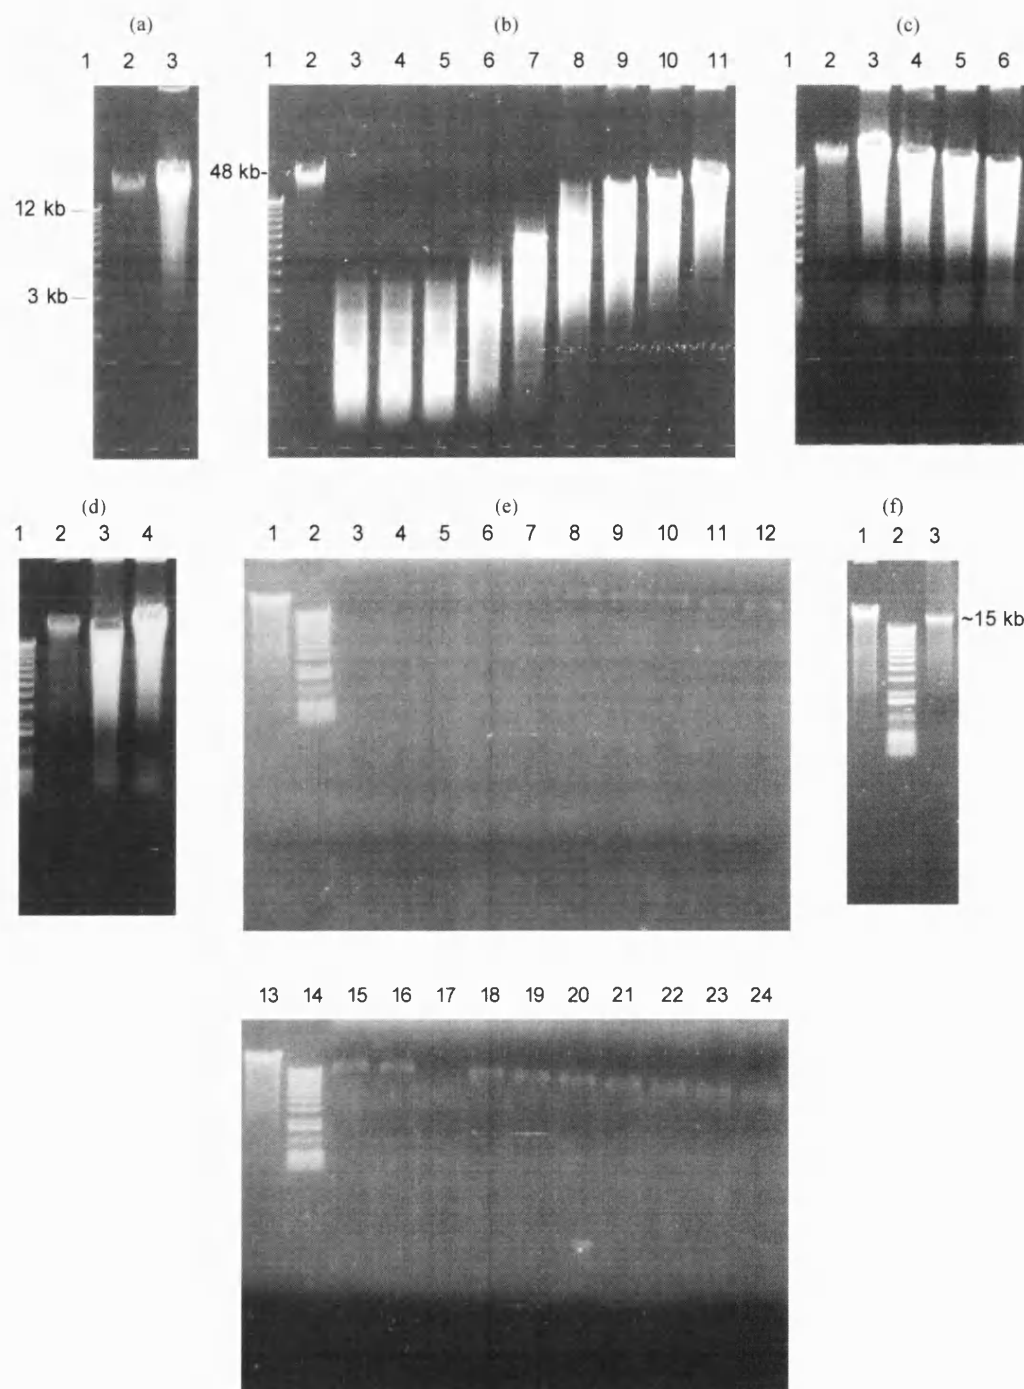 (a)
(b)
(c)
1 2 3
1 2 3 4 5 6 7 8 9 10 11
1 2 3 4 5 6
48 kb-
12 kb
3 kb
(d)
(e)
(f)
1 2 3 4
1 2 3 4 5 6 7 8 9 10 11 12
1 2 3
~15 kb
13 14 15 16 17 18 19 20 21 22 23 24